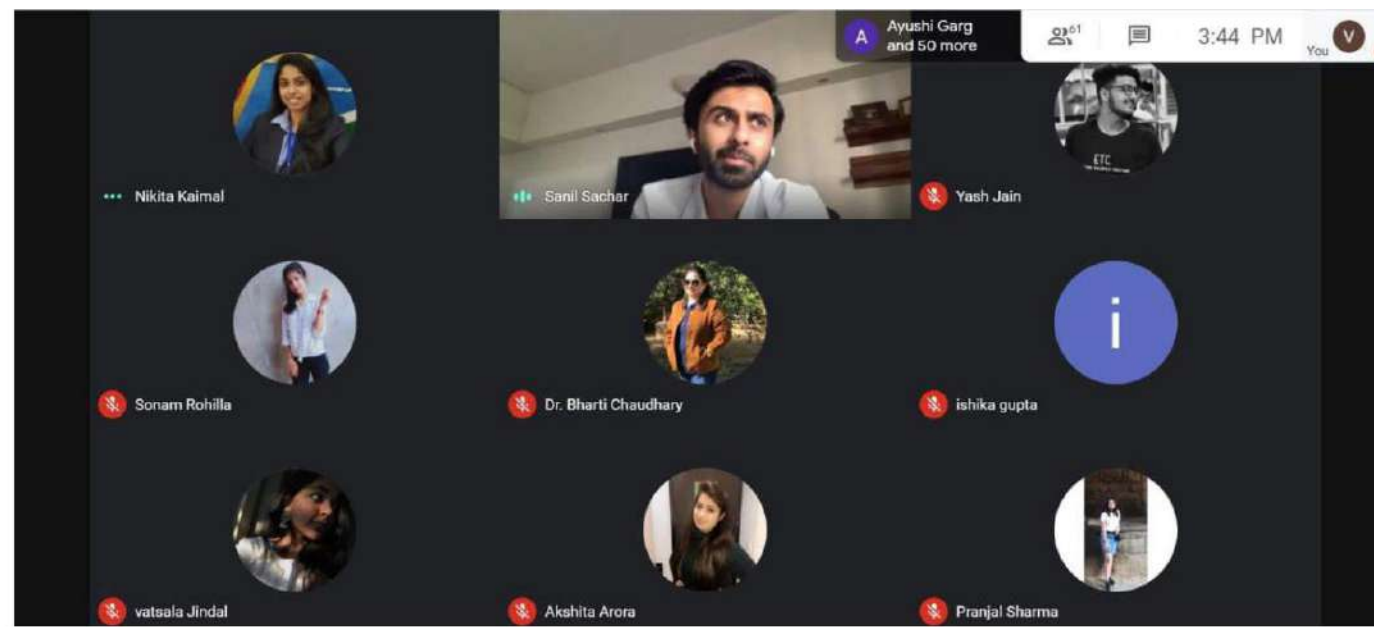 A
Ayushi Garg
and 50 more
61
3:44 PM
You
V
Nikita Kaimal
Sanil Sachar
ETC
Yash Jain
Sonam Rohilla
Dr. Bharti Chaudhary
i
ishika gupta
vatsala Jindal
Akshita Arora
Pranjal Sharma